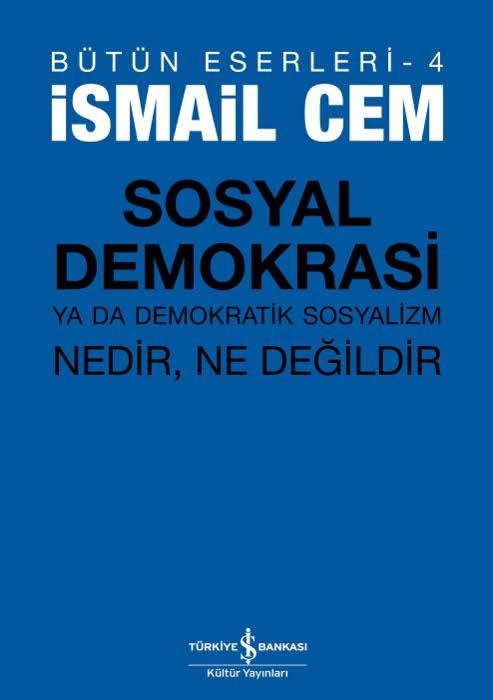 BÜTÜN ESERLERİ- 4
iSMAiL CEM
SOSYAL
DEMOKRASİ
YA DA DEMOKRATİK SOSYALİZM
NEDİR, NE DEĞİLDİR
TÜRKİYE İŞ BANKASI
Kültür Yayınları